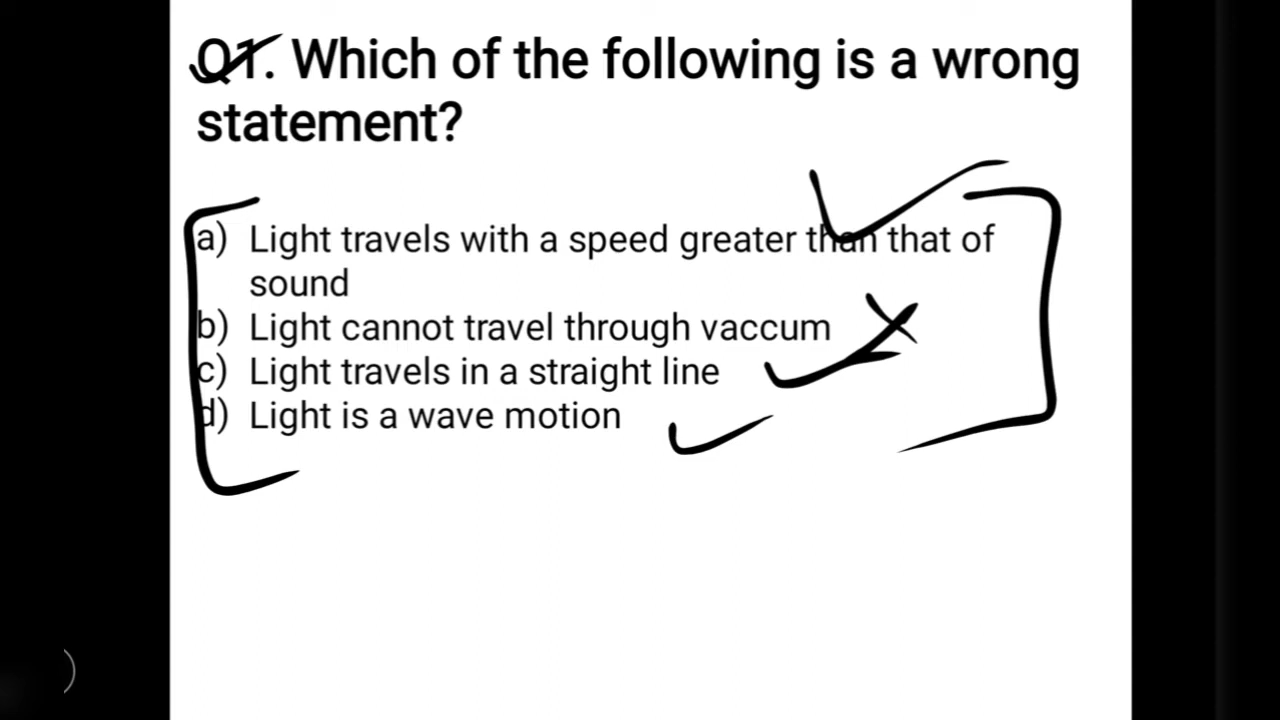 Q1. Which of the following is a wrong
statement?
a) Light travels with a speed greater than that of
sound
b) Light cannot travel through vaccum
c) Light travels in a straight line
d) Light is a wave motion